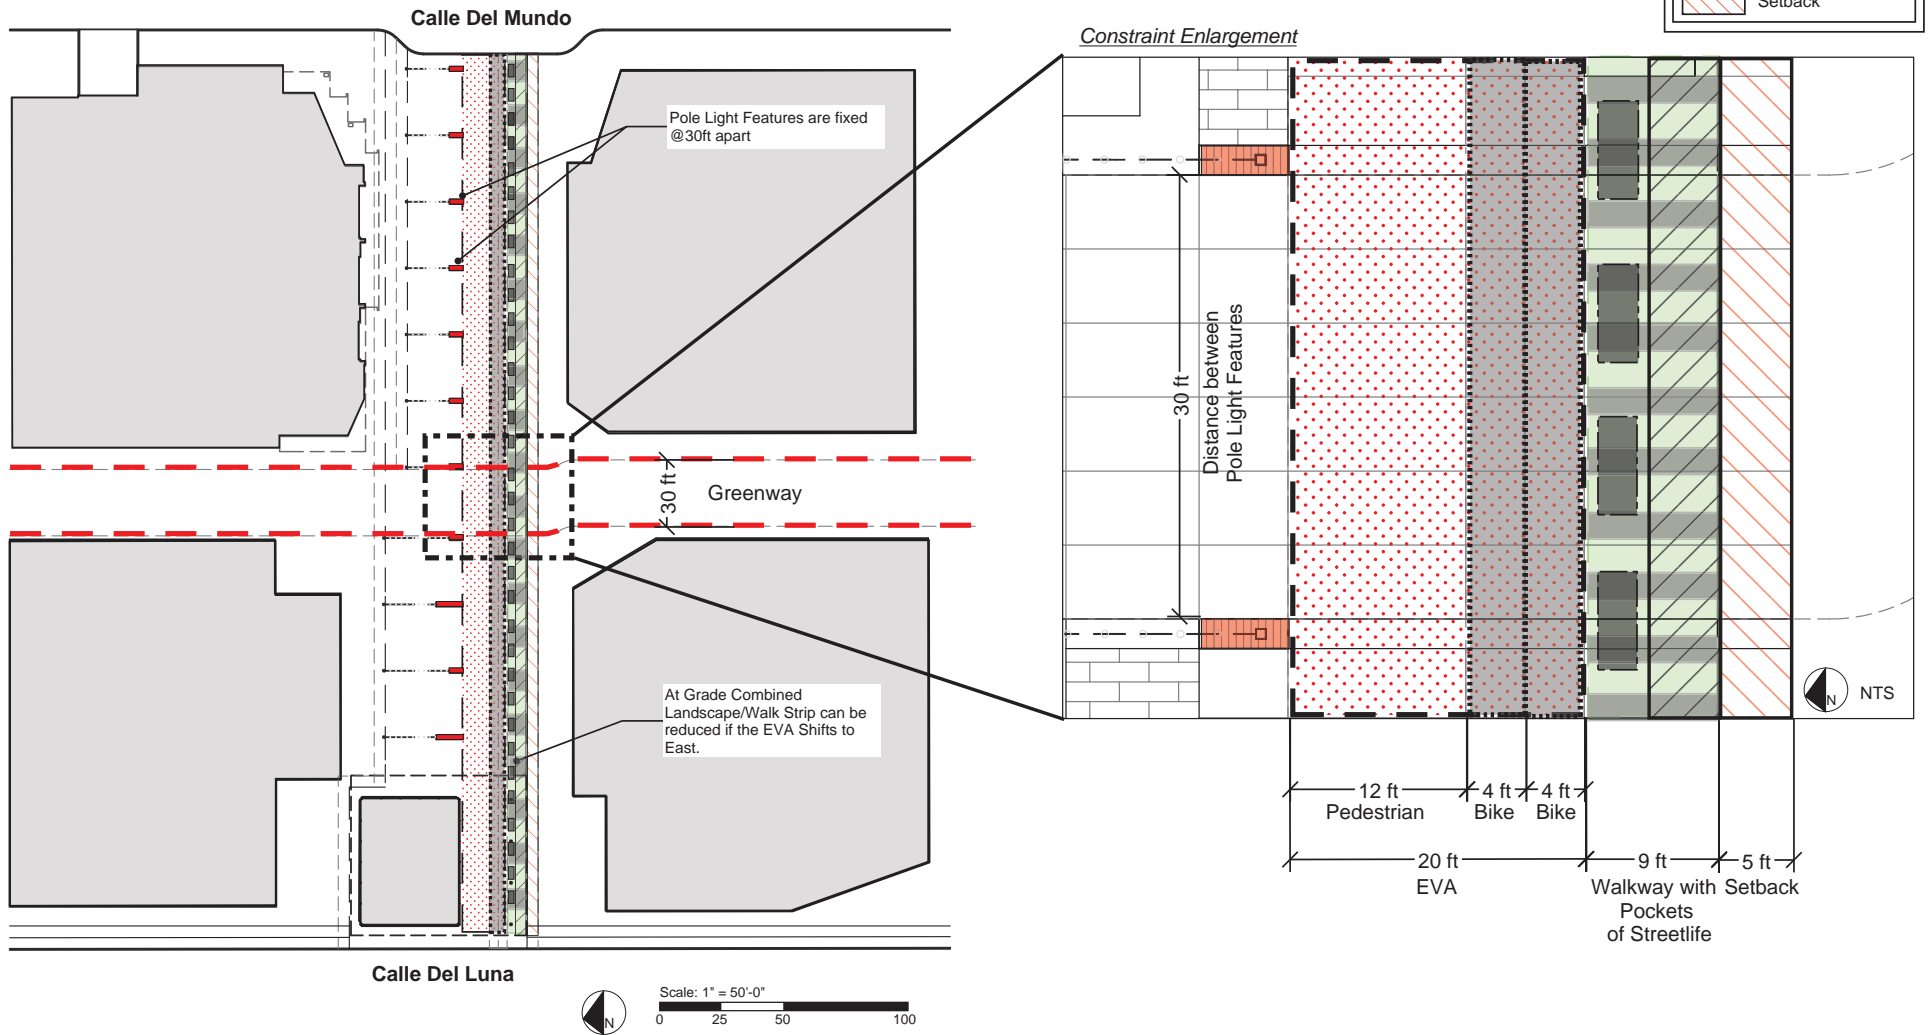 Calle Del Mundo
Setback
Constraint Enlargement
Pole Light Features are fixed
@30ft apart
30 ft
Distance between
Pole Light Features
30 ft
Greenway
At Grade Combined
Landscape/Walk Strip can be
reduced if the EVA Shifts to
East.
N
NTS
12 ft
Pedestrian
4 ft
Bike
4 ft
Bike
20 ft
EVA
9 ft
Walkway with
Pockets
of Streetlife
5 ft
Setback
Calle Del Luna
N
Scale: 1" = 50'-0"
0 25 50 100